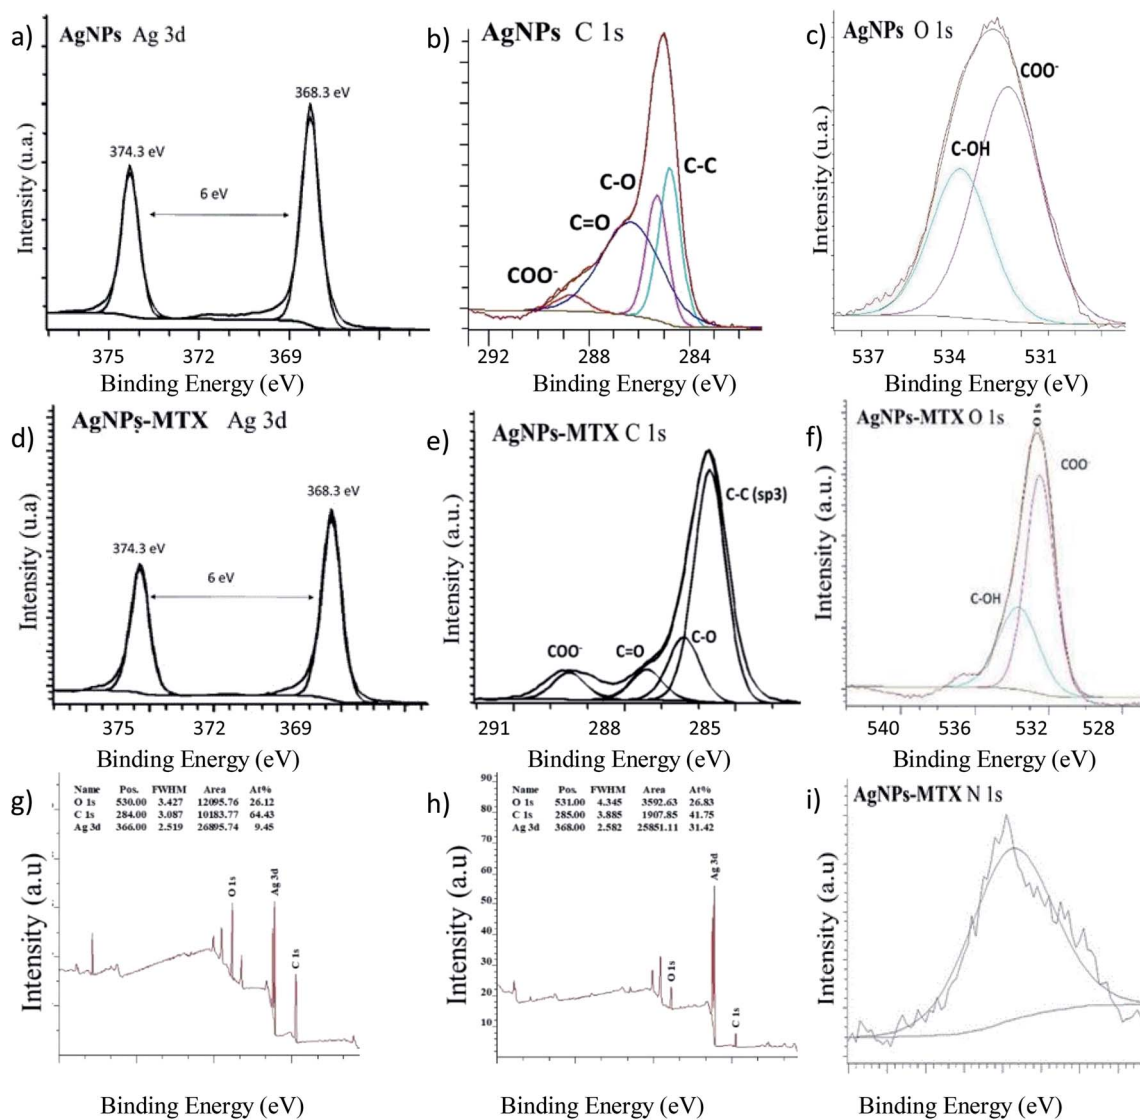 a) AgNPs Ag 3d
374.3 eV
368.3 eV
6 eV
Intensity (u.a.)
375 372 369
Binding Energy (eV)
b) AgNPs C 1s
C-C
C-O
C=O
COO-
Intensity (u.a.)
292 288 284
Binding Energy (eV)
c) AgNPs O 1s
COO-
C-OH
Intensity (u.a.)
537 534 531
Binding Energy (eV)
d) AgNPs-MTX Ag 3d
368.3 eV
374.3 eV
6 eV
Intensity (u.a)
375 372 369
Binding Energy (eV)
e) AgNPs-MTX C 1s
C-C (sp3)
COO-
C=O
C-O
Intensity (a.u.)
291 288 285
Binding Energy (eV)
f) AgNPs-MTX O 1s
O 1s
COO-
C-OH
Intensity (a.u.)
540 536 532 528
Binding Energy (eV)
g)
Name Pos. FWHM Area At%
O 1s 530.00 3.427 12095.76 26.12
C 1s 284.00 3.087 10183.77 64.43
Ag 3d 366.00 2.519 26895.74 9.45
O 1s
Ag 3d
C 1s
Intensity (a.u)
Binding Energy (eV)
h)
Name Pos. FWHM Area At%
O 1s 531.00 4.345 3592.63 26.83
C 1s 285.00 3.885 1907.85 41.75
Ag 3d 368.00 2.582 25851.11 31.42
90
80
70
60
50
40
30
20
10
O 1s
Ag 3d
C 1s
Intensity (a.u)
Binding Energy (eV)
i) AgNPs-MTX N 1s
Intensity (a.u)
Binding Energy (eV)